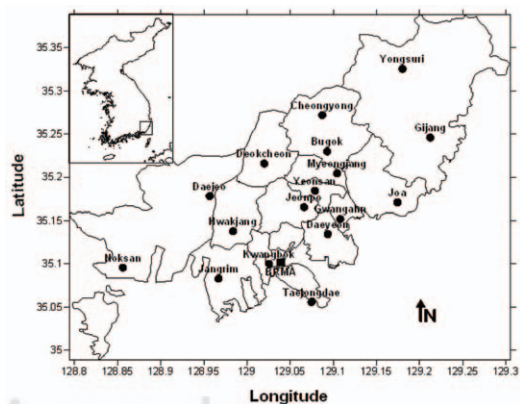 35.35
35.3
35.25
35.2
35.15
35.1
35.05
35
Latitude
Yongsuri
Cheongyong
Gijang
Bugok
Deokcheon
Myeongjang
Yeonsan
Daejeo
Jeonpo
Joa
Gwangahn
Hwakjang
Daeyeon
Noksan
Kwangbok
BRMA
Jangrim
Taejongdae
N
128.8 128.85 128.9 128.95 129 129.05 129.1 129.15 129.2 129.25 129.3
Longitude